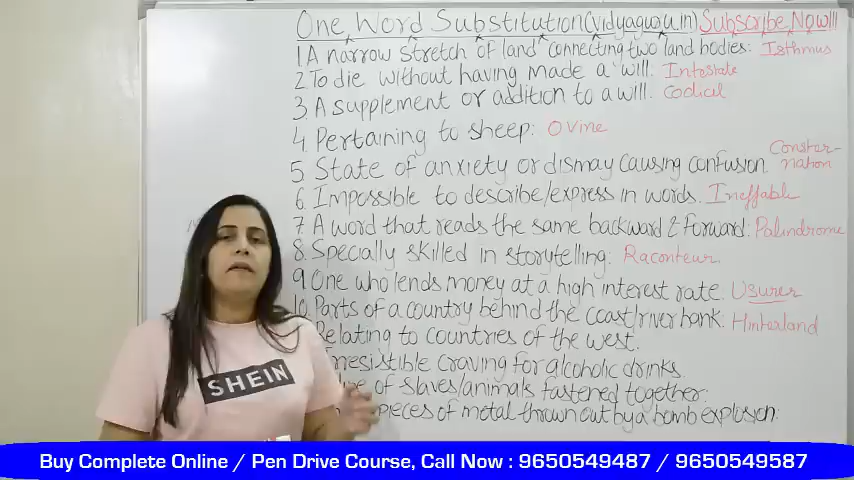 One Word Substitution (vidyaguru.in) Subscribe Now!!!
1. A narrow stretch of land connecting two land bodies: Isthmus
2. To die without having made a will. Intestate
3. A supplement or addition to a will. Codicil
4. Pertaining to sheep: Ovine
5. State of anxiety or dismay causing confusion. Conster-
nation
6. Impossible to describe/express in words. Ineffable
7. A word that reads the same backward & forward: Palindrome
8. Specially skilled in storytelling: Raconteur.
9. One who lends money at a high interest rate. Usurer
10. Parts of a country behind the coast/river bank. Hinterland
Relating to countries of the west.
Irresistible craving for alcoholic drinks.
of slaves/animals fastened together:
pieces of metal thrown out by a bomb explosion:
SHEIN
Buy Complete Online / Pen Drive Course, Call Now : 9650549487 / 9650549587